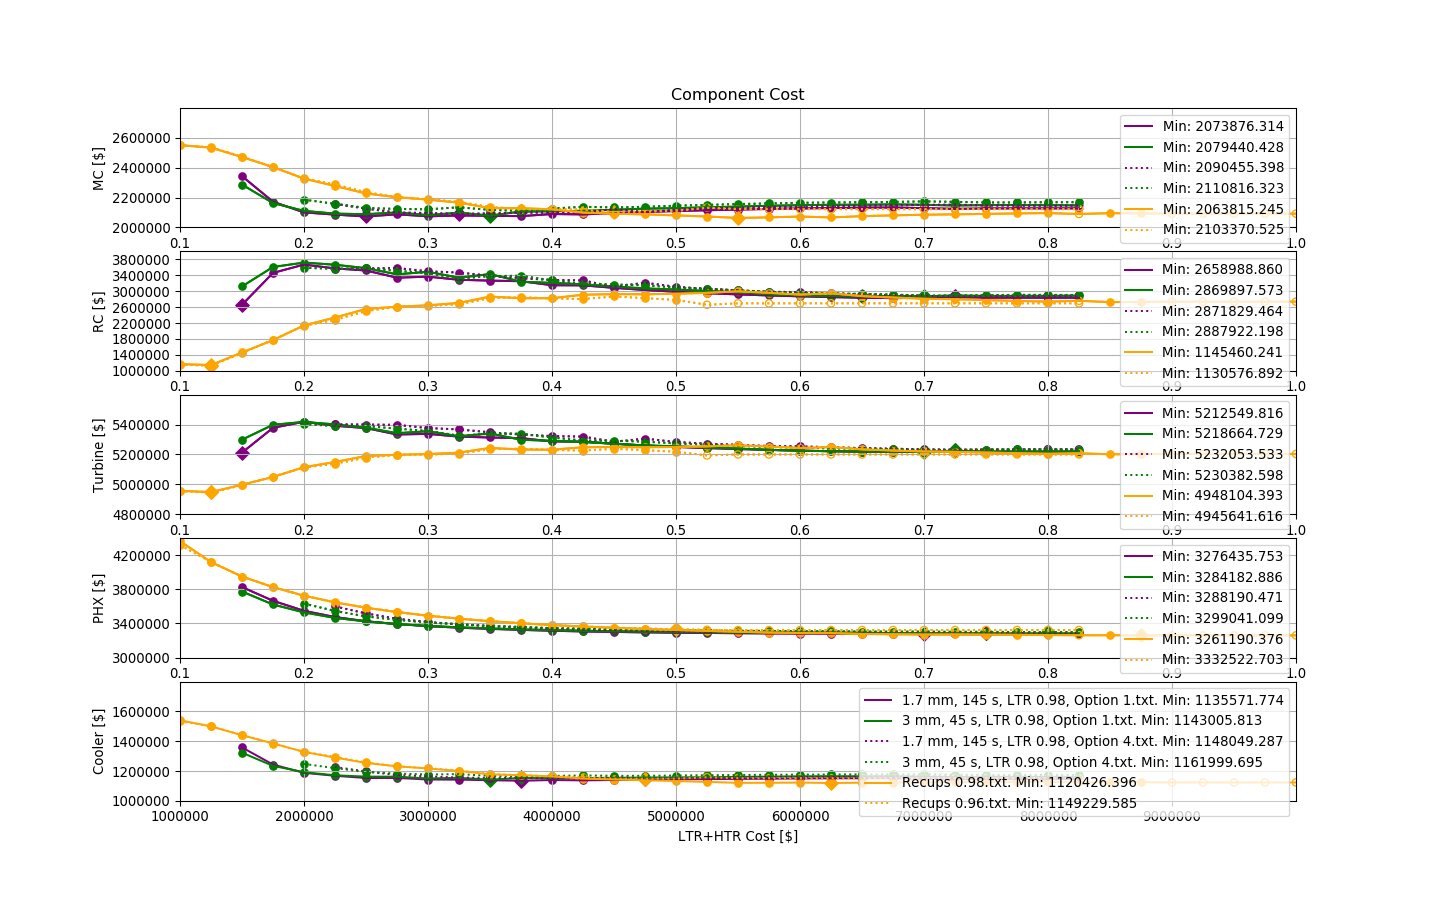 Component Cost
MC [$]
2600000
2400000
2200000
2000000
Min: 2073876.314
Min: 2079440.428
Min: 2090455.398
Min: 2110816.323
Min: 2063815.245
Min: 2103370.525
0.1 0.2 0.3 0.4 0.5 0.6 0.7 0.8 0.9 1.0
RC [$]
3800000
3400000
3000000
2600000
2200000
1800000
1400000
1000000
Min: 2658988.860
Min: 2869897.573
Min: 2871829.464
Min: 2887922.198
Min: 1145460.241
Min: 1130576.892
0.1 0.2 0.3 0.4 0.5 0.6 0.7 0.8 0.9 1.0
Turbine [$]
5400000
5200000
5000000
4800000
Min: 5212549.816
Min: 5218664.729
Min: 5232053.533
Min: 5230382.598
Min: 4948104.393
Min: 4945641.616
0.1 0.2 0.3 0.4 0.5 0.6 0.7 0.8 0.9 1.0
PHX [$]
4200000
3800000
3400000
3000000
Min: 3276435.753
Min: 3284182.886
Min: 3288190.471
Min: 3299041.099
Min: 3261190.376
Min: 3332522.703
0.1 0.2 0.3 0.4 0.5 0.6 0.7 0.8 0.9 1.0
Cooler [$]
1600000
1400000
1200000
1000000
1.7 mm, 145 s, LTR 0.98, Option 1.txt. Min: 1135571.774
3 mm, 45 s, LTR 0.98, Option 1.txt. Min: 1143005.813
1.7 mm, 145 s, LTR 0.98, Option 4.txt. Min: 1148049.287
3 mm, 45 s, LTR 0.98, Option 4.txt. Min: 1161999.695
Recups 0.98.txt. Min: 1120426.396
Recups 0.96.txt. Min: 1149229.585
1000000 2000000 3000000 4000000 5000000 6000000 7000000 8000000 9000000
LTR+HTR Cost [$]